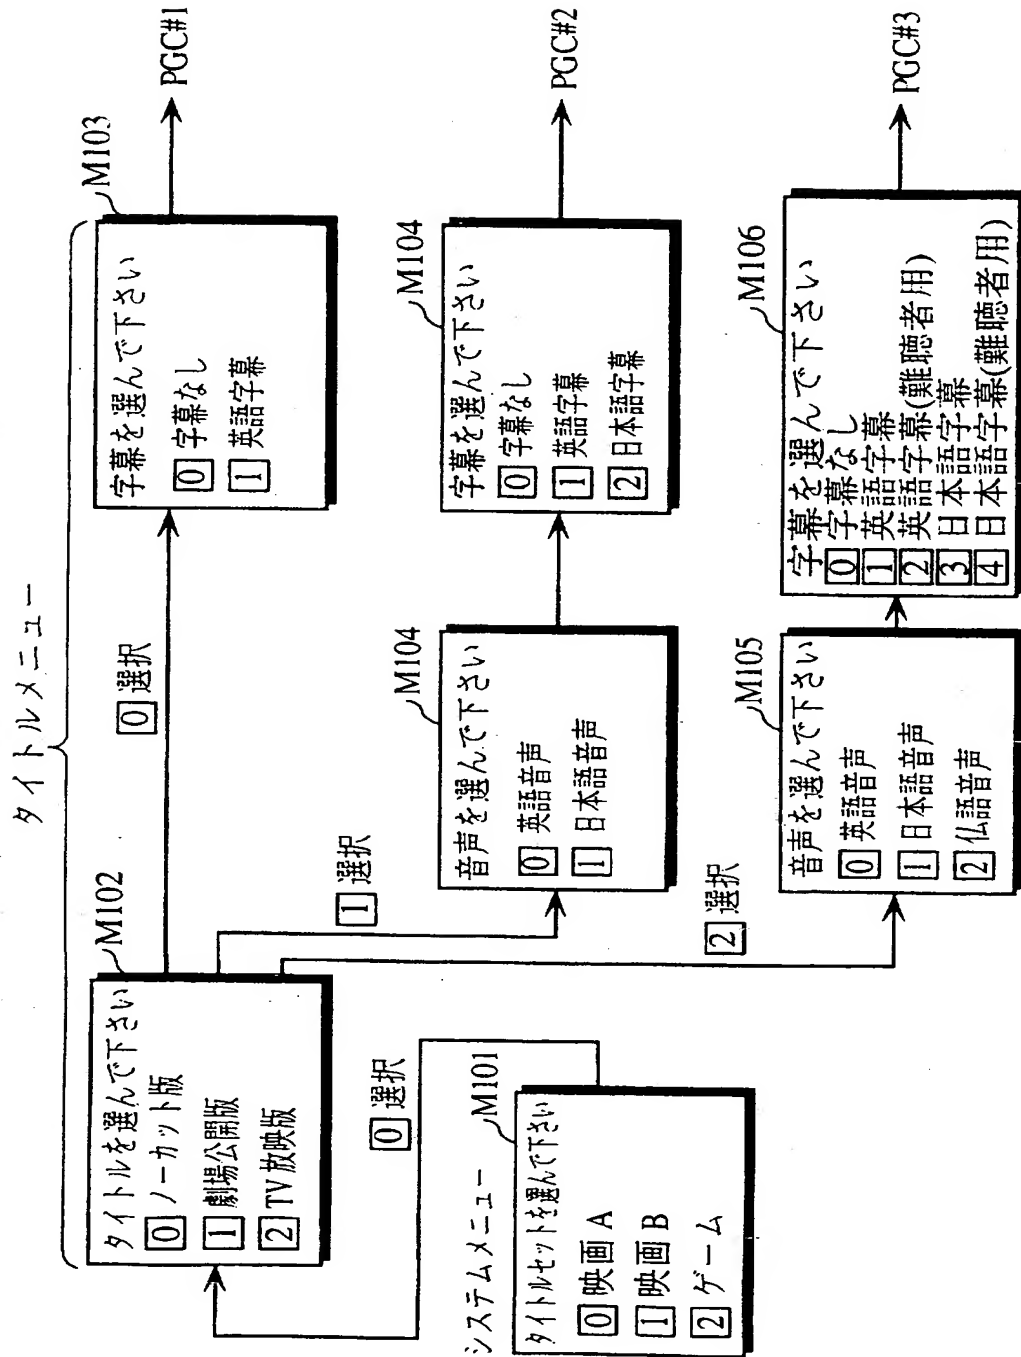 タイトルメニュー
M102
タイトルを選んで下さい
0 ノーカット版
1 劇場公開版
2 TV放映版
0 選択
M103
字幕を選んで下さい
0 字幕なし
1 英語字幕
PGC#1
1 選択
M104
音声を選んで下さい
0 英語音声
1 日本語音声
M104
字幕を選んで下さい
0 字幕なし
1 英語字幕
2 日本語字幕
PGC#2
2 選択
M105
音声を選んで下さい
0 英語音声
1 日本語音声
2 仏語音声
M106
字幕を選んで下さい
0 字幕なし
1 英語字幕
2 英語字幕(難聴者用)
3 日本語字幕
4 日本語字幕(難聴者用)
PGC#3
システムメニュー
M101
タイトルセットを選んで下さい
0 映画 A
1 映画 B
2 ゲーム
0 選択